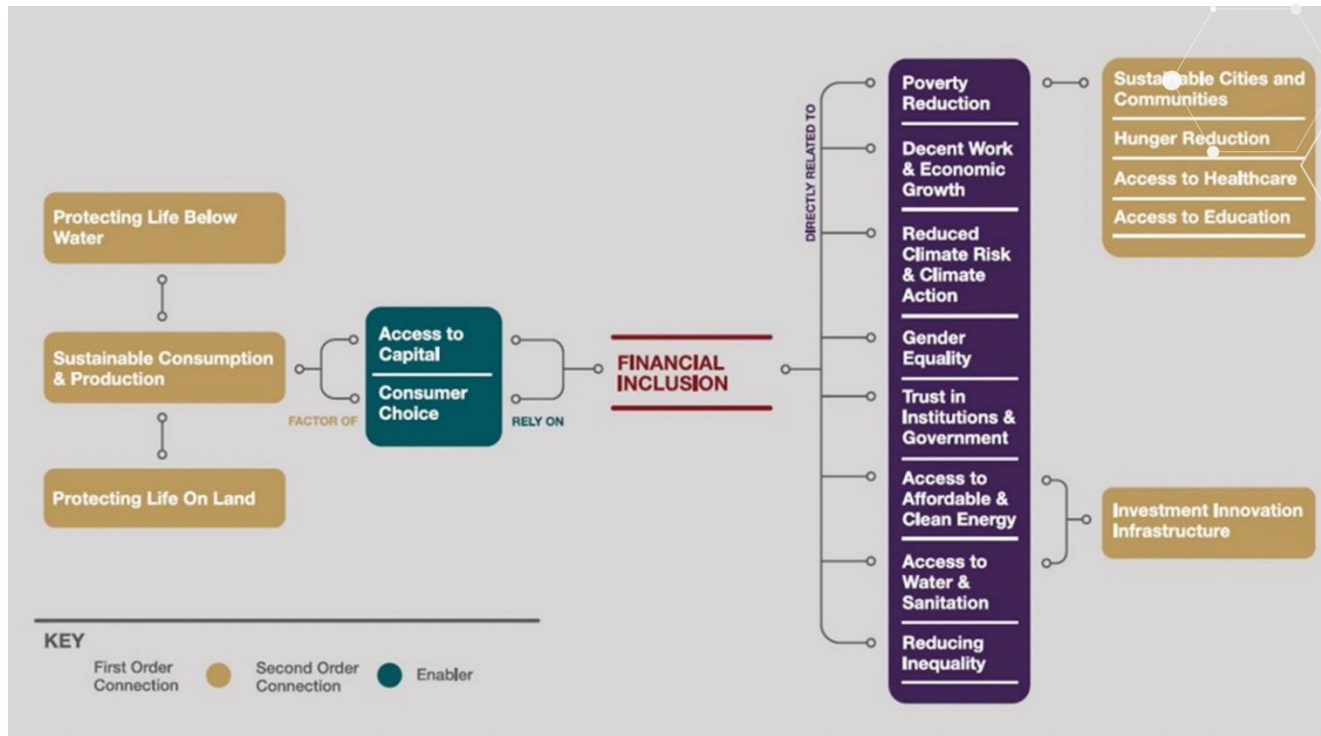 Protecting Life Below
Water
Sustainable Consumption
& Production
Protecting Life On Land
FACTOR OF
Access to
Capital
Consumer
Choice
RELY ON
FINANCIAL
INCLUSION
DIRECTLY RELATED TO
Poverty
Reduction
Decent Work
& Economic
Growth
Reduced
Climate Risk
& Climate
Action
Gender
Equality
Trust in
Institutions &
Government
Access to
Affordable &
Clean Energy
Access to
Water &
Sanitation
Reducing
Inequality
Sustainable Cities and
Communities
Hunger Reduction
Access to Healthcare
Access to Education
Investment Innovation
Infrastructure
KEY
First Order
Connection
Second Order
Connection
Enabler